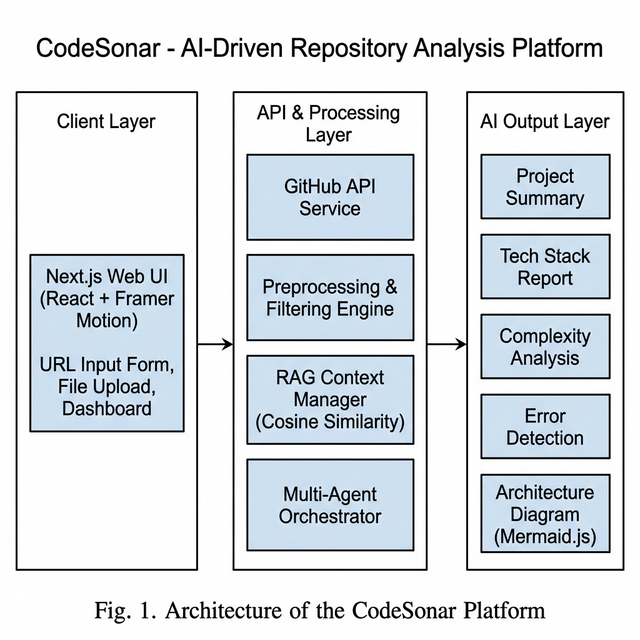 CodeSonar - AI-Driven Repository Analysis Platform
Client Layer
Next.js Web UI
(React + Framer
Motion)
URL Input Form,
File Upload,
Dashboard
API & Processing
Layer
GitHub API
Service
Preprocessing &
Filtering Engine
RAG Context
Manager
(Cosine Similarity)
Multi-Agent
Orchestrator
AI Output Layer
Project
Summary
Tech Stack
Report
Complexity
Analysis
Error
Detection
Architecture
Diagram
(Mermaid.js)
Fig. 1. Architecture of the CodeSonar Platform